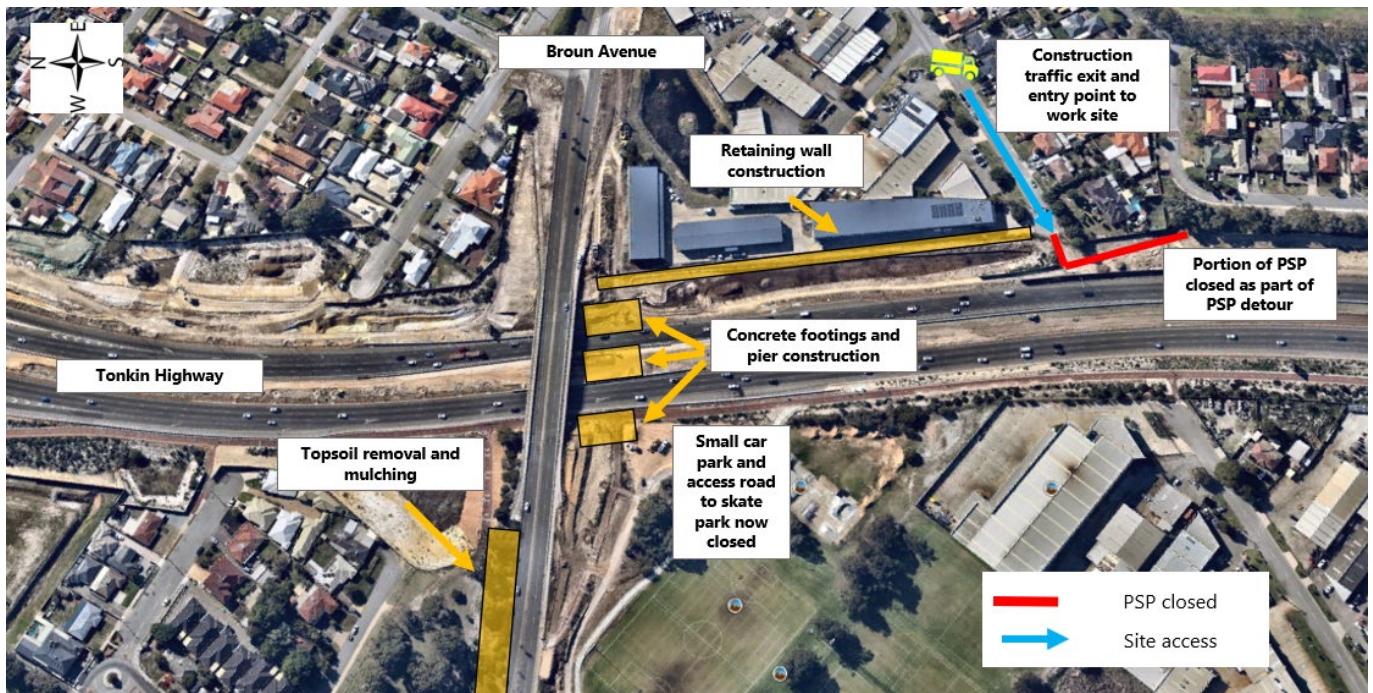 E
N
S
W
Broun Avenue
Construction
traffic exit and
entry point to
work site
Retaining wall
construction
Portion of PSP
closed as part of
PSP detour
Concrete footings and
pier construction
Tonkin Highway
Topsoil removal and
mulching
Small car
park and
access road
to skate
park now
closed
PSP closed
Site access